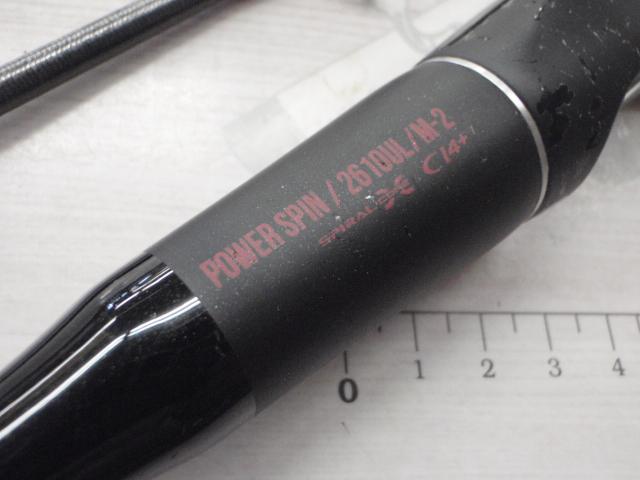 POWER SPIN / 2610UL/M-2
SPIRAL X C14+
0 1 2 3 4